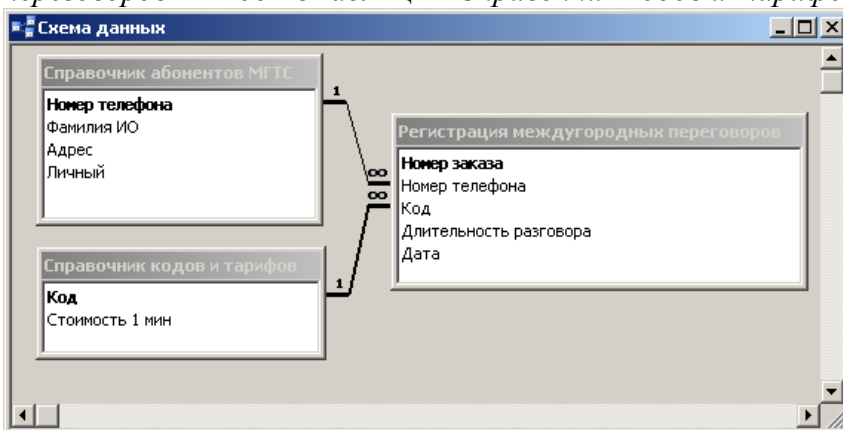 Схема данных
Справочник абонентов МГТС
Номер телефона
Фамилия ИО
Адрес
Личный
1
Регистрация междугородных переговоров
Номер заказа
Номер телефона
Код
Длительность разговора
Дата
∞
∞
Справочник кодов и тарифов
Код
Стоимость 1 мин
1